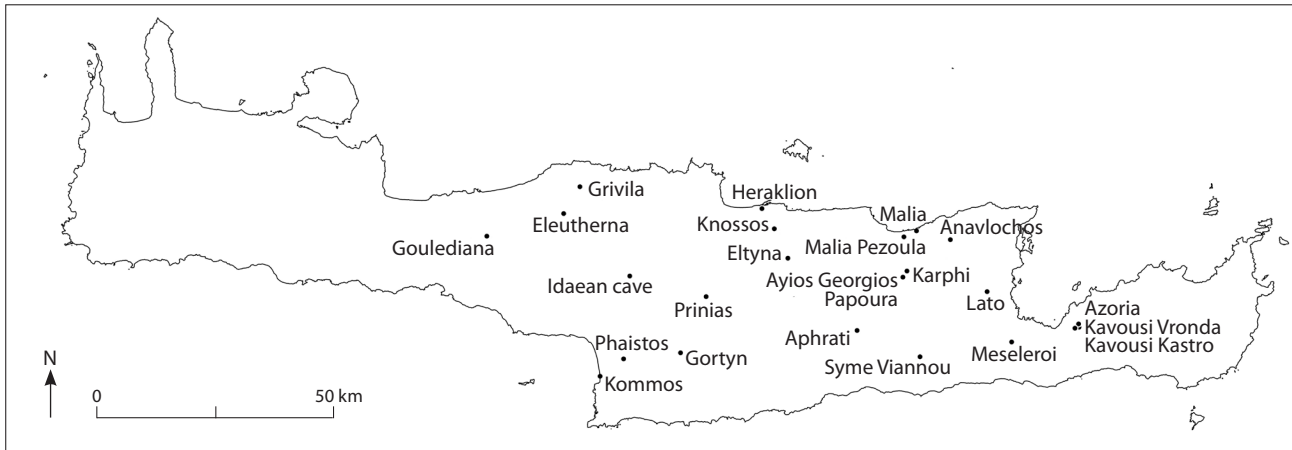 Grivila
Heraklion
Eleutherna
Knossos
Malia
Anavlochos
Goulediana
Eltyna
Malia Pezoula
Idaean cave
Ayios Georgios
Papoura
Karphi
Prinias
Lato
Azoria
Kavousi Vronda
Kavousi Kastro
Aphrati
Phaistos
Gortyn
Syme Viannou
Meseleroi
Kommos
N
0 50 km